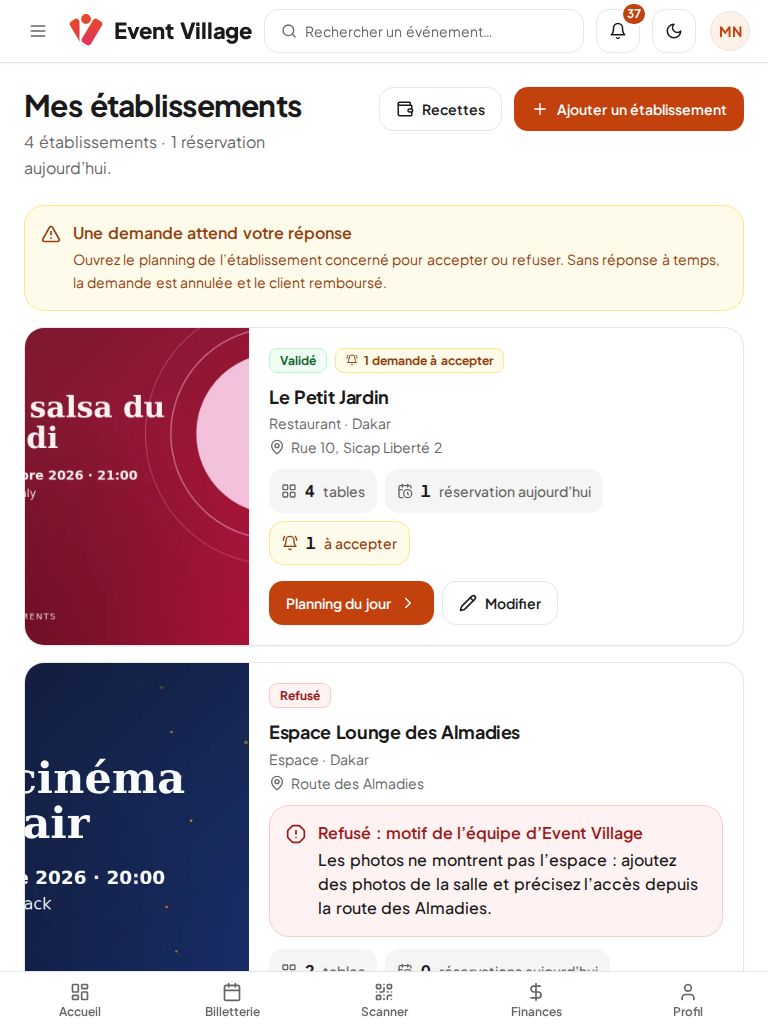 Event Village
Rechercher un événement…
37
MN
Mes établissements
4 établissements · 1 réservation
aujourd’hui.
Recettes
Ajouter un établissement
Une demande attend votre réponse
Ouvrez le planning de l’établissement concerné pour accepter ou refuser. Sans réponse à temps,
la demande est annulée et le client remboursé.
salsa du
di
2026 · 21:00
Validé
1 demande à accepter
Le Petit Jardin
Restaurant · Dakar
Rue 10, Sicap Liberté 2
4 tables
1 réservation aujourd’hui
1 à accepter
Planning du jour
Modifier
cinéma
air
2026 · 20:00
ack
Refusé
Espace Lounge des Almadies
Espace · Dakar
Route des Almadies
Refusé : motif de l’équipe d’Event Village
Les photos ne montrent pas l’espace : ajoutez
des photos de la salle et précisez l’accès depuis
la route des Almadies.
2 tables
0 réservations aujourd’hui
Accueil
Billetterie
Scanner
Finances
Profil